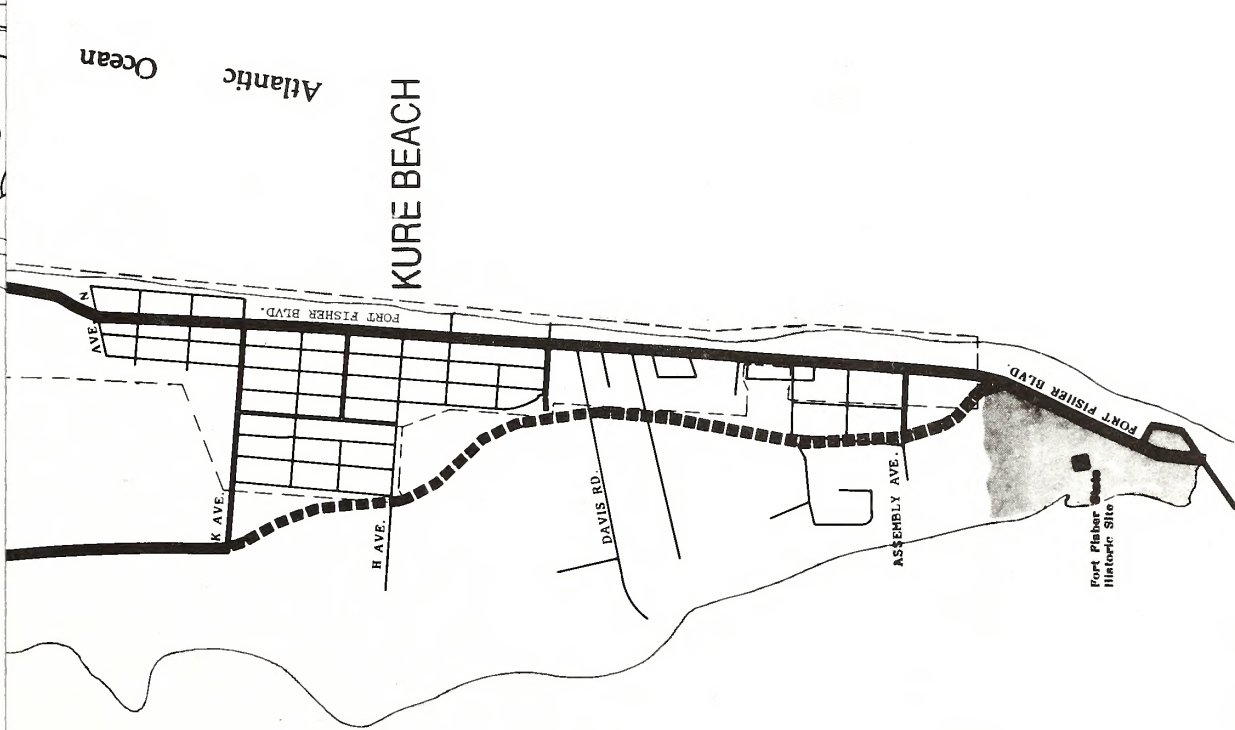 Atlantic
Ocean
KURE BEACH
N
AVE.
FORT FISHER BLVD.
FORT FISHER BLVD.
K AVE.
H AVE.
DAVIS RD.
ASSEMBLY AVE.
Fort Fisher State
Historic Site